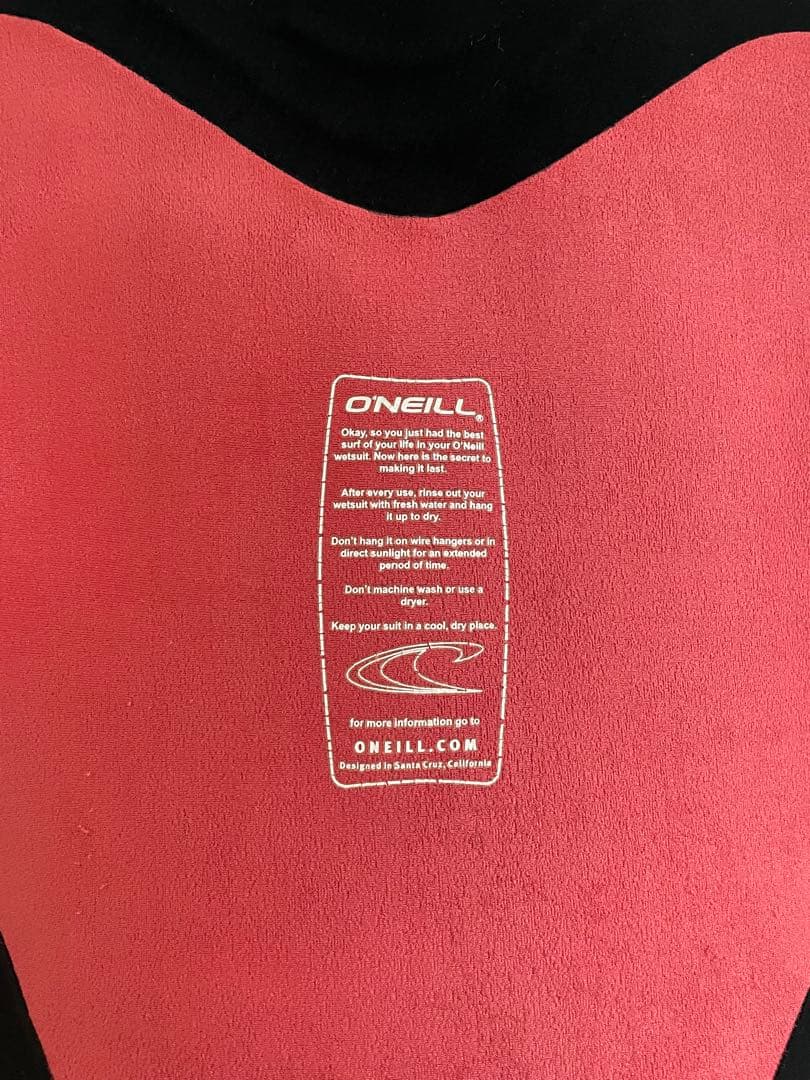 O'NEILL®
Okay, so you just had the best
surf of your life in your O'Neill
wetsuit. Now here is the secret to
making it last.
After every use, rinse out your
wetsuit with fresh water and hang
it up to dry.
Don't hang it on wire hangers or in
direct sunlight for an extended
period of time.
Don't machine wash or use a
dryer.
Keep your suit in a cool, dry place.
for more information go to
ONEILL.COM
Designed in Santa Cruz, California